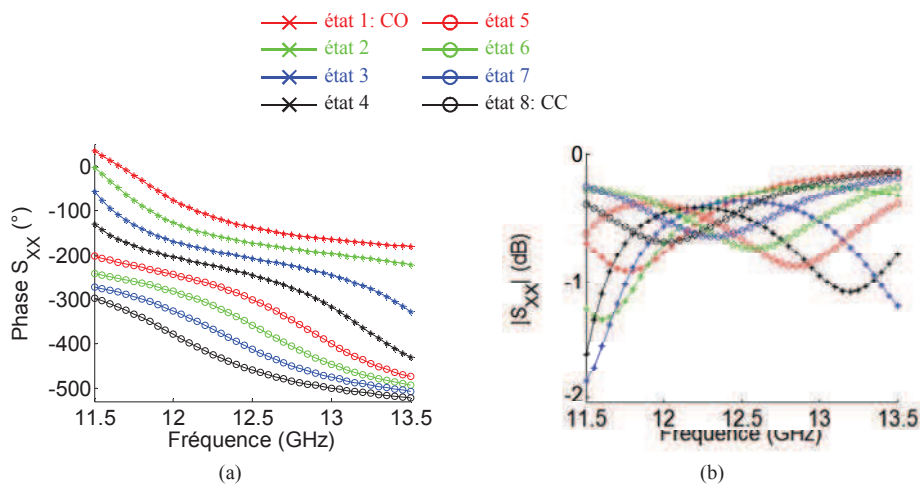 état 1: CO
état 5
état 2
état 6
état 3
état 7
état 4
état 8: CC
0
-100
-200
-300
-400
-500
Phase S_XX (°)
11.5 12 12.5 13 13.5
Fréquence (GHz)
(a)
0
-1
-2
|S_XX| (dB)
11.5 12 12.5 13 13.5
Fréquence (GHz)
(b)